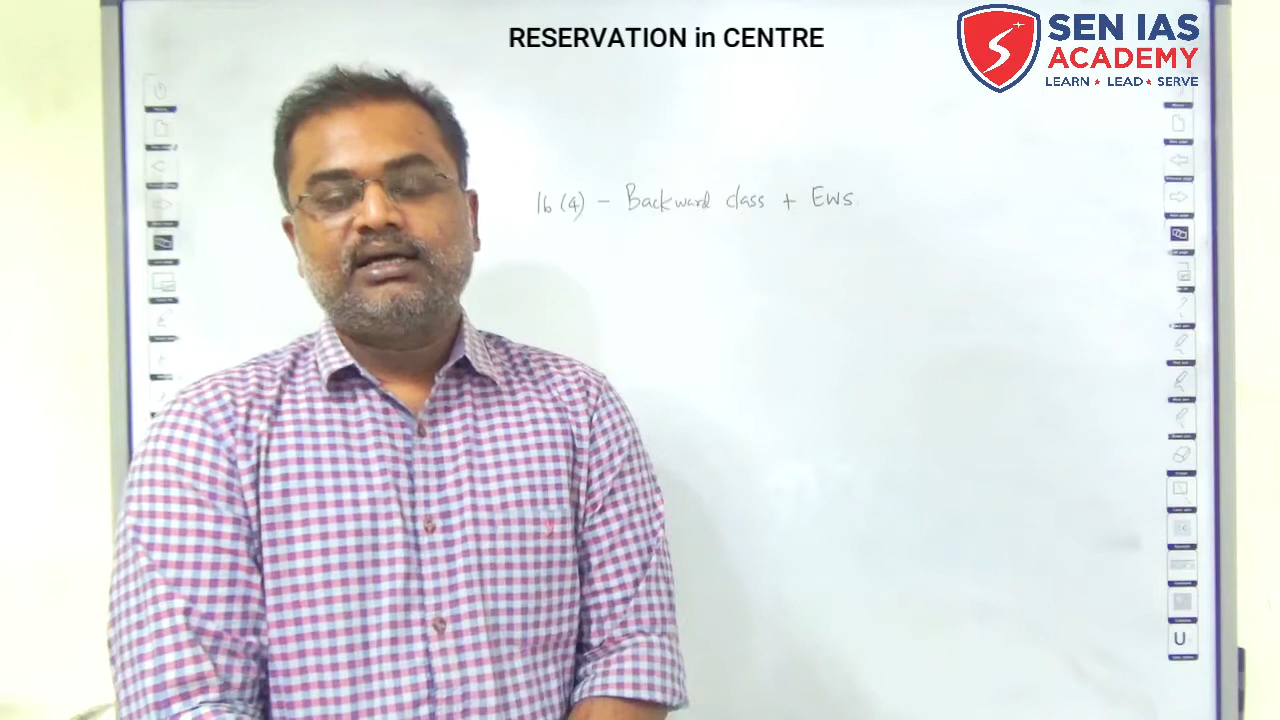 RESERVATION in CENTRE
SEN IAS
ACADEMY
LEARN ★ LEAD ★ SERVE
16 (4) - Backward class + EWS
U